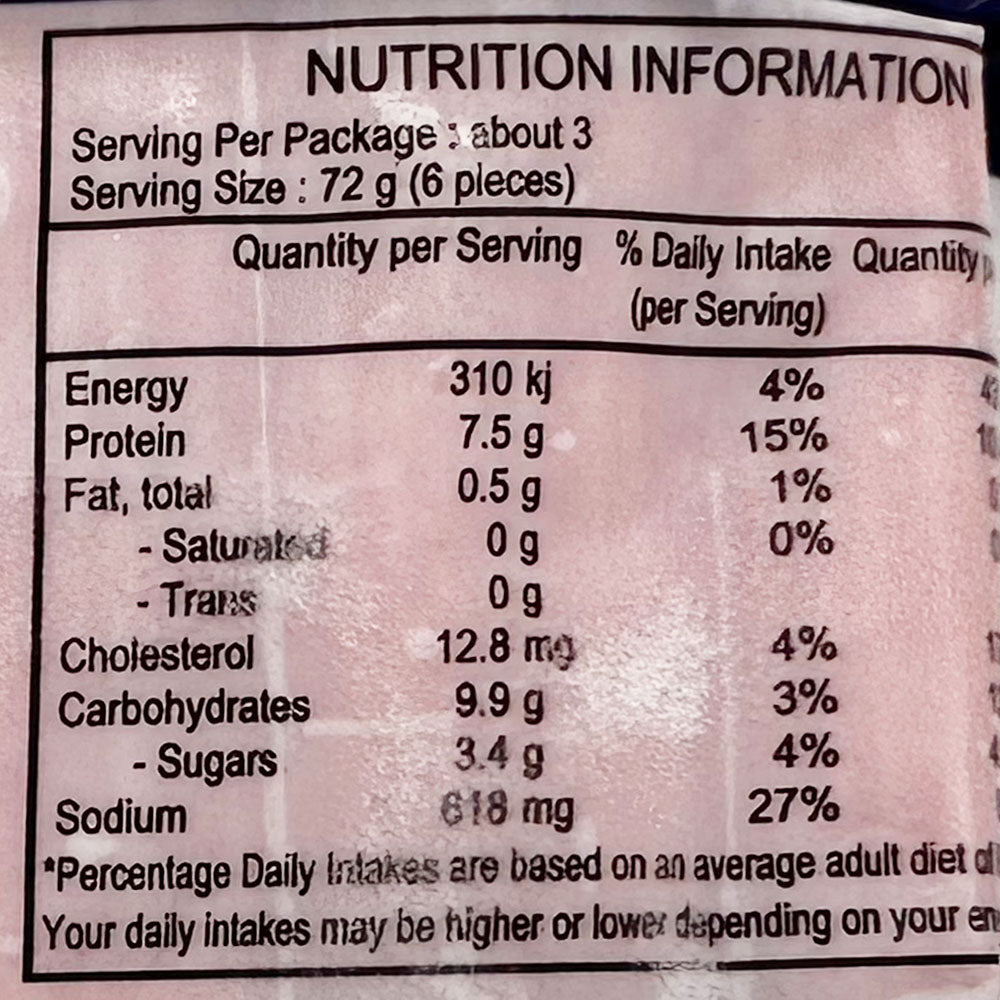 NUTRITION INFORMATION
Serving Per Package : about 3
Serving Size : 72 g (6 pieces)
Quantity per Serving % Daily Intake Quantity
(per Serving)
Energy 310 kj 4%
Protein 7.5 g 15%
Fat, total 0.5 g 1%
- Saturated 0 g 0%
- Trans 0 g
Cholesterol 12.8 mg 4%
Carbohydrates 9.9 g 3%
- Sugars 3.4 g 4%
Sodium 618 mg 27%
*Percentage Daily Intakes are based on an average adult diet
Your daily intakes may be higher or lower depending on your